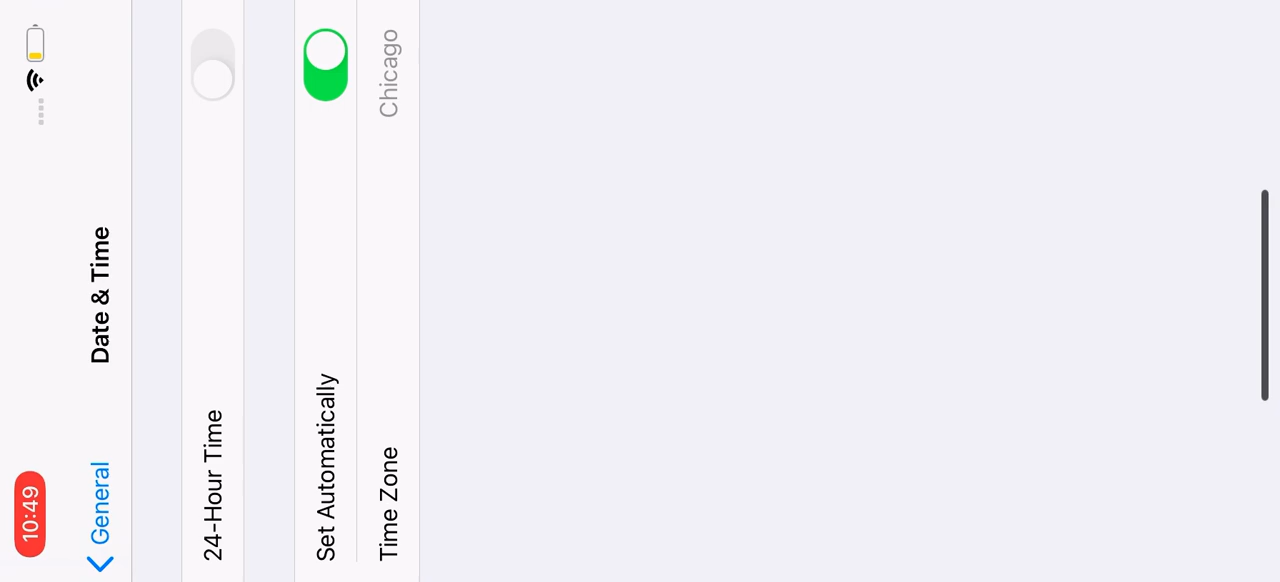 10:49
General
Date & Time
24-Hour Time
Set Automatically
Time Zone
Chicago